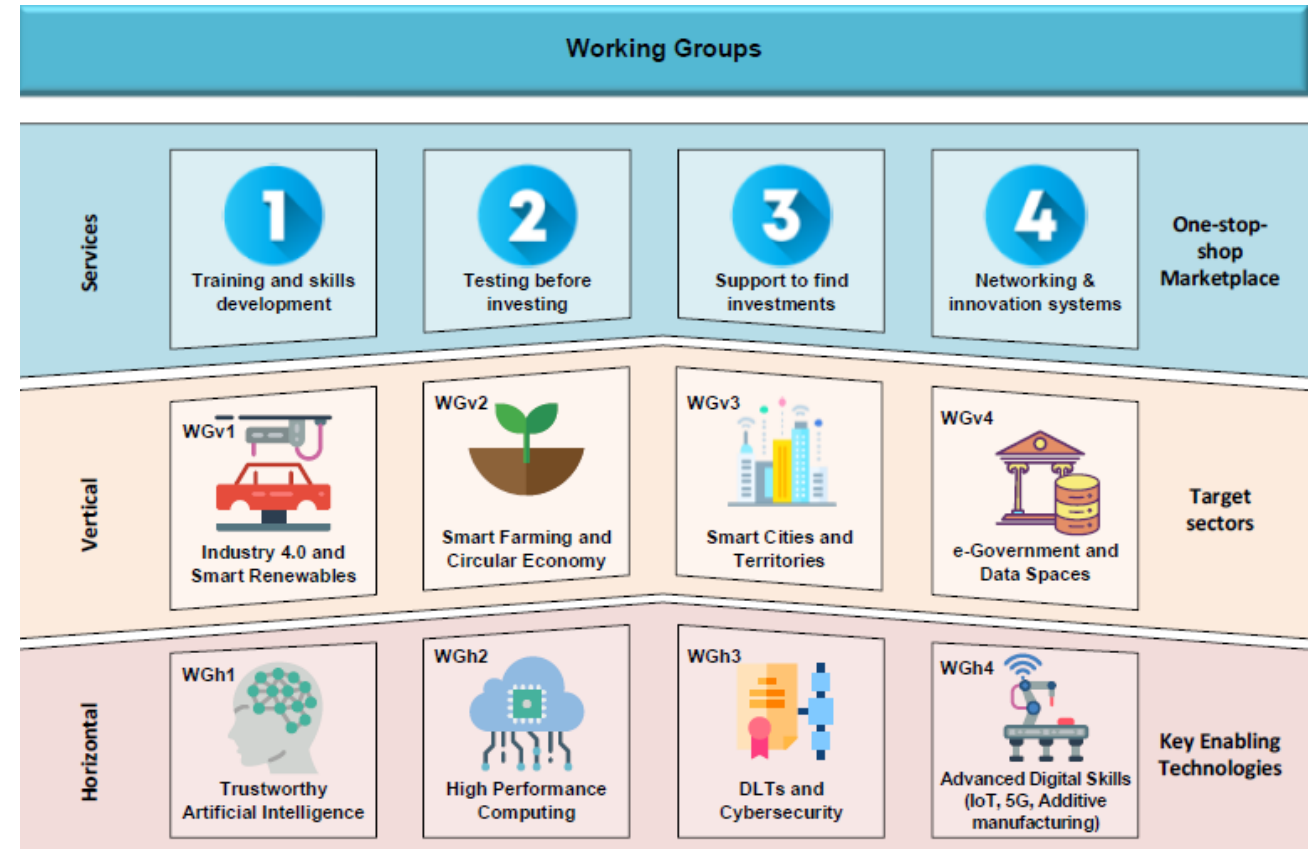 Working Groups
Services
1
Training and skills
development
2
Testing before
investing
3
Support to find
investments
4
Networking &
innovation systems
One-stop-
shop
Marketplace
Vertical
WGv1
Industry 4.0 and
Smart Renewables
WGv2
Smart Farming and
Circular Economy
WGv3
Smart Cities and
Territories
WGv4
e-Government and
Data Spaces
Target
sectors
Horizontal
WGh1
Trustworthy
Artificial Intelligence
WGh2
High Performance
Computing
WGh3
DLTs and
Cybersecurity
WGh4
Advanced Digital Skills
(IoT, 5G, Additive
manufacturing)
Key Enabling
Technologies